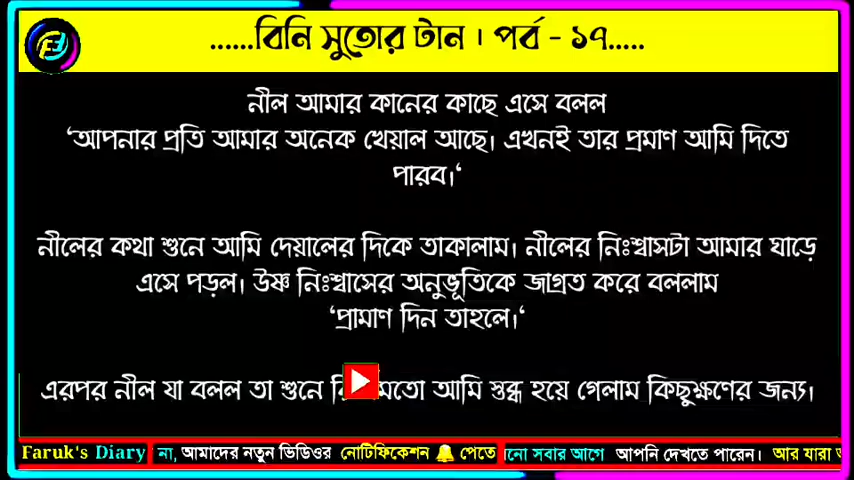 ......বিনি সুতোর টান । পর্ব - ১৭.....
নীল আমার কানের কাছে এসে বলল
‘আপনার প্রতি আমার অনেক খেয়াল আছে। এখনই তার প্রমাণ আমি দিতে
পারব।‘
নীলের কথা শুনে আমি দেয়ালের দিকে তাকালাম। নীলের নিঃশ্বাসটা আমার ঘাড়ে
এসে পড়ল। উষ্ণ নিঃশ্বাসের অনুভূতিকে জাগ্রত করে বললাম
‘প্রামাণ দিন তাহলে।‘
এরপর নীল যা বলল তা শুনে আমি স্তব্ধ হয়ে গেলাম কিছুক্ষণের জন্য।
Faruk's Diary না, আমাদের নতুন ভিডিওর নোটিফিকেশন 🔔 পেতে সবার আগে আপনি দেখতে পারেন। আর যারা